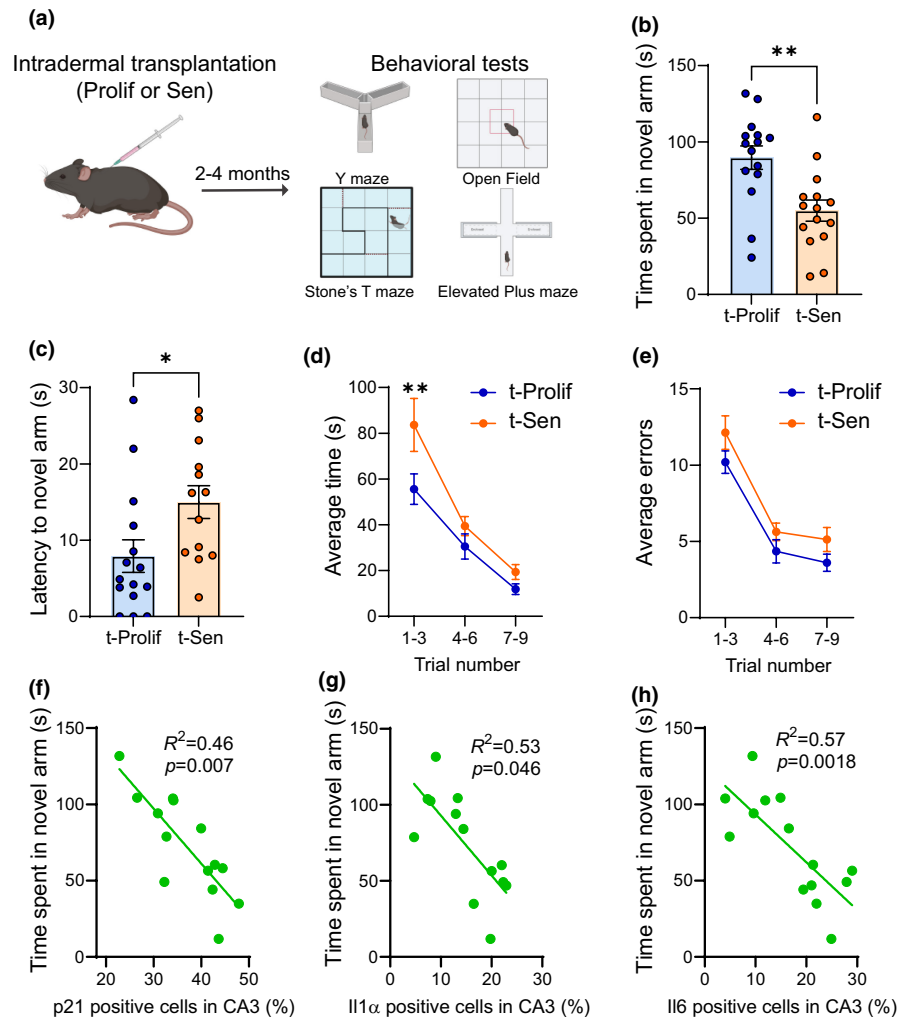 (a)
Intradermal transplantation
(Prolif or Sen)
2-4 months
Behavioral tests
Y maze
Open Field
Stone's T maze
Elevated Plus maze
(b)
Time spent in novel arm (s)
150
100
50
0
**
t-Prolif
t-Sen
(c)
Latency to novel arm (s)
30
20
10
0
*
t-Prolif
t-Sen
(d)
Average time (s)
100
80
60
40
20
0
**
t-Prolif
t-Sen
1-3
4-6
7-9
Trial number
(e)
Average errors
15
10
5
0
t-Prolif
t-Sen
1-3
4-6
7-9
Trial number
(f)
Time spent in novel arm (s)
150
100
50
0
R²=0.46
p=0.007
20
30
40
50
p21 positive cells in CA3 (%)
(g)
Time spent in novel arm (s)
150
100
50
0
R²=0.53
p=0.046
0
10
20
30
Il1α positive cells in CA3 (%)
(h)
Time spent in novel arm (s)
150
100
50
0
R²=0.57
p=0.0018
0
10
20
30
Il6 positive cells in CA3 (%)